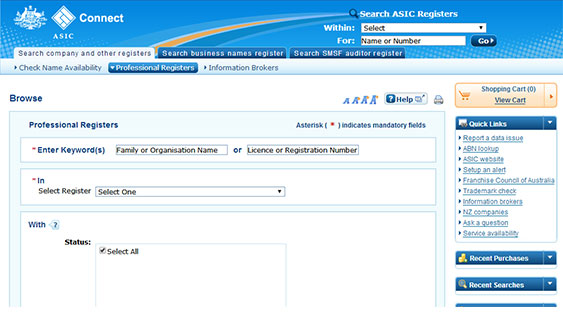 ASIC
Connect
Search ASIC Registers
Within: Select
For: Name or Number Go
Search company and other registers Search business names register Search SMSF auditor register
Check Name Availability Professional Registers Information Brokers
Browse
A A A A Help
Professional Registers
Asterisk ( * ) indicates mandatory fields
* Enter Keyword(s) Family or Organisation Name or Licence or Registration Number
* In
Select Register Select One
With ?
Status:
Select All
Shopping Cart (0)
View Cart
Quick Links
Report a data issue
ABN lookup
ASIC website
Setup an alert
Franchise Council of Australia
Trademark check
Information brokers
NZ companies
Ask a question
Service availability
Recent Purchases
Recent Searches